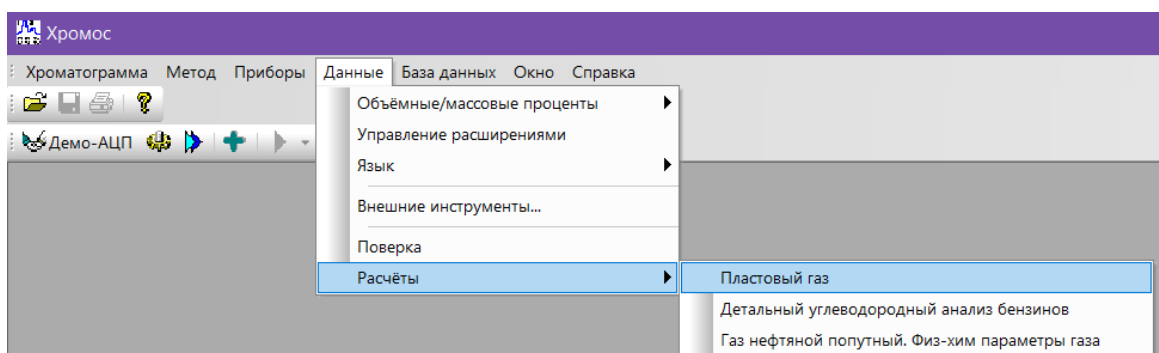 Хромос
Хроматограмма Метод Приборы Данные База данных Окно Справка
Объёмные/массовые проценты
Демо-АЦП
Управление расширениями
Язык
Внешние инструменты...
Поверка
Расчёты
Пластовый газ
Детальный углеводородный анализ бензинов
Газ нефтяной попутный. Физ-хим параметры газа